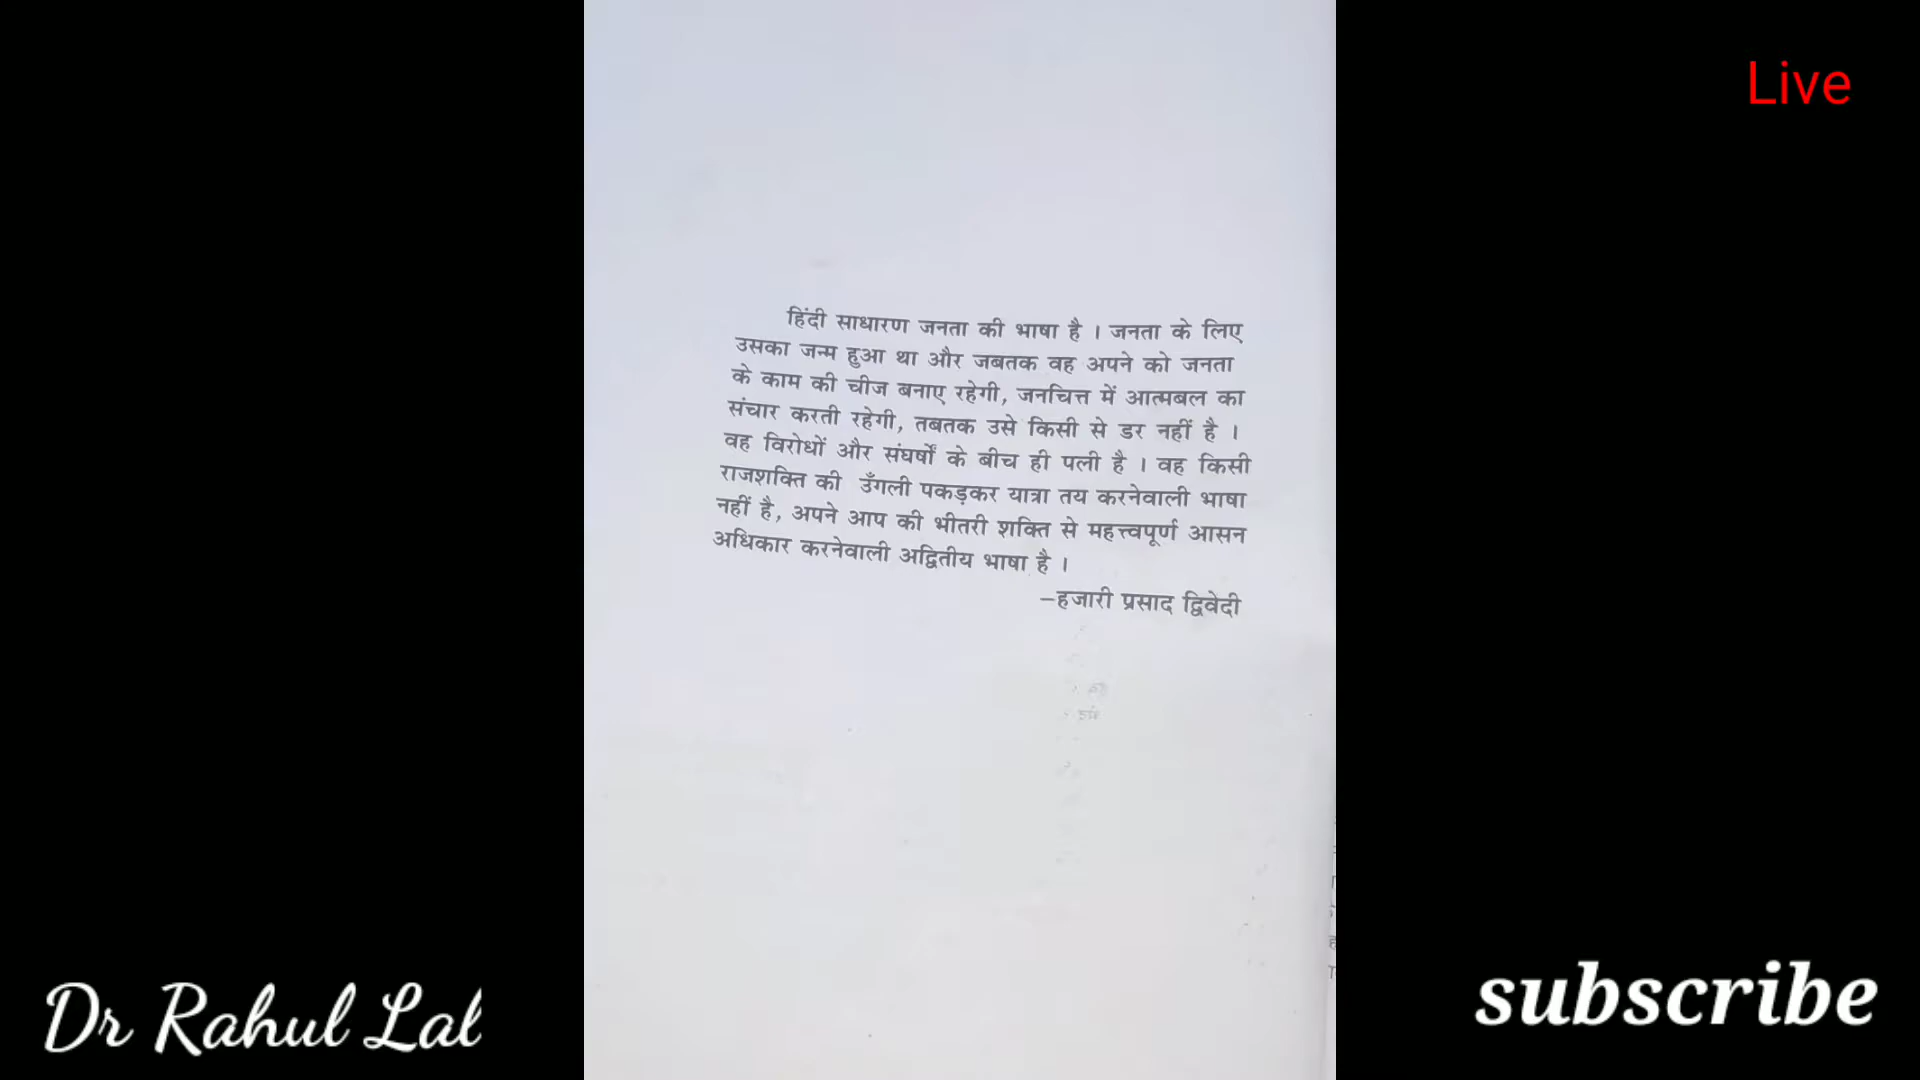 Live
हिंदी साधारण जनता की भाषा है । जनता के लिए
उसका जन्म हुआ था और जबतक वह अपने को जनता
के काम की चीज बनाए रहेगी, जनचित्त में आत्मबल का
संचार करती रहेगी, तबतक उसे किसी से डर नहीं है ।
वह विरोधों और संघर्षों के बीच ही पली है । वह किसी
राजशक्ति की उँगली पकड़कर यात्रा तय करनेवाली भाषा
नहीं है, अपने आप की भीतरी शक्ति से महत्त्वपूर्ण आसन
अधिकार करनेवाली अद्वितीय भाषा है ।
–हजारी प्रसाद द्विवेदी
Dr Rahul Lal
subscribe